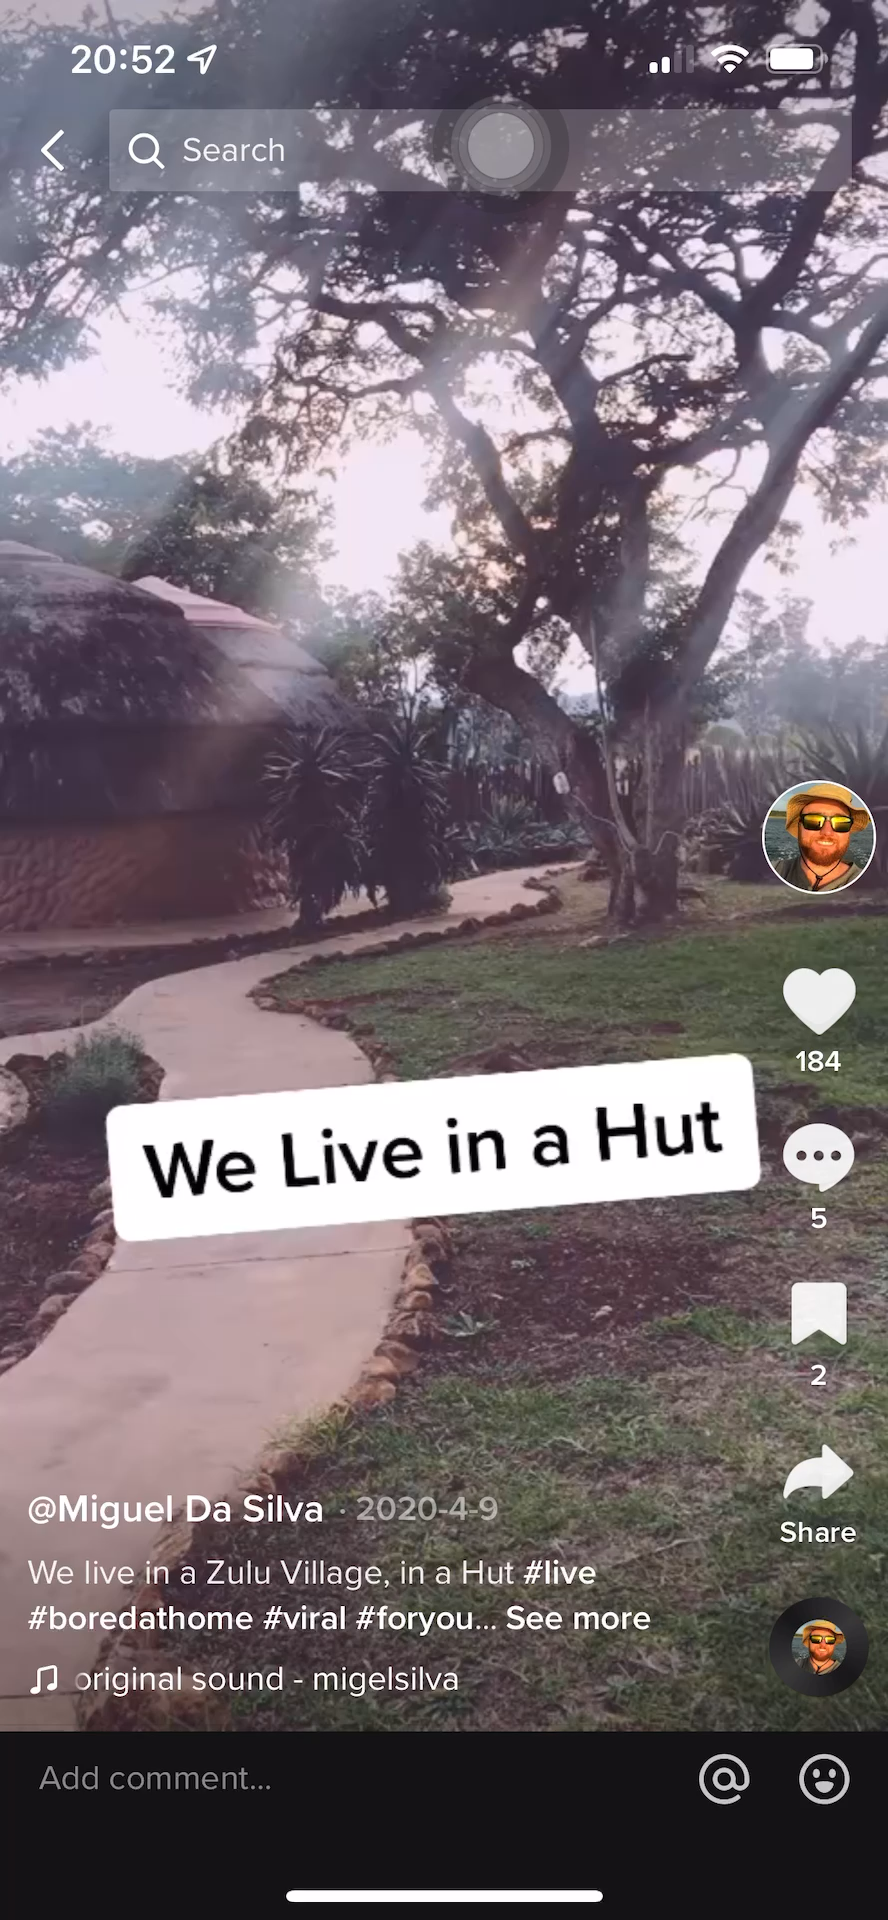 20:52
Search
184
We Live in a Hut
5
2
@Miguel Da Silva · 2020-4-9
Share
We live in a Zulu Village, in a Hut #live
#boredathome #viral #foryou... See more
original sound - migelsilva
Add comment...